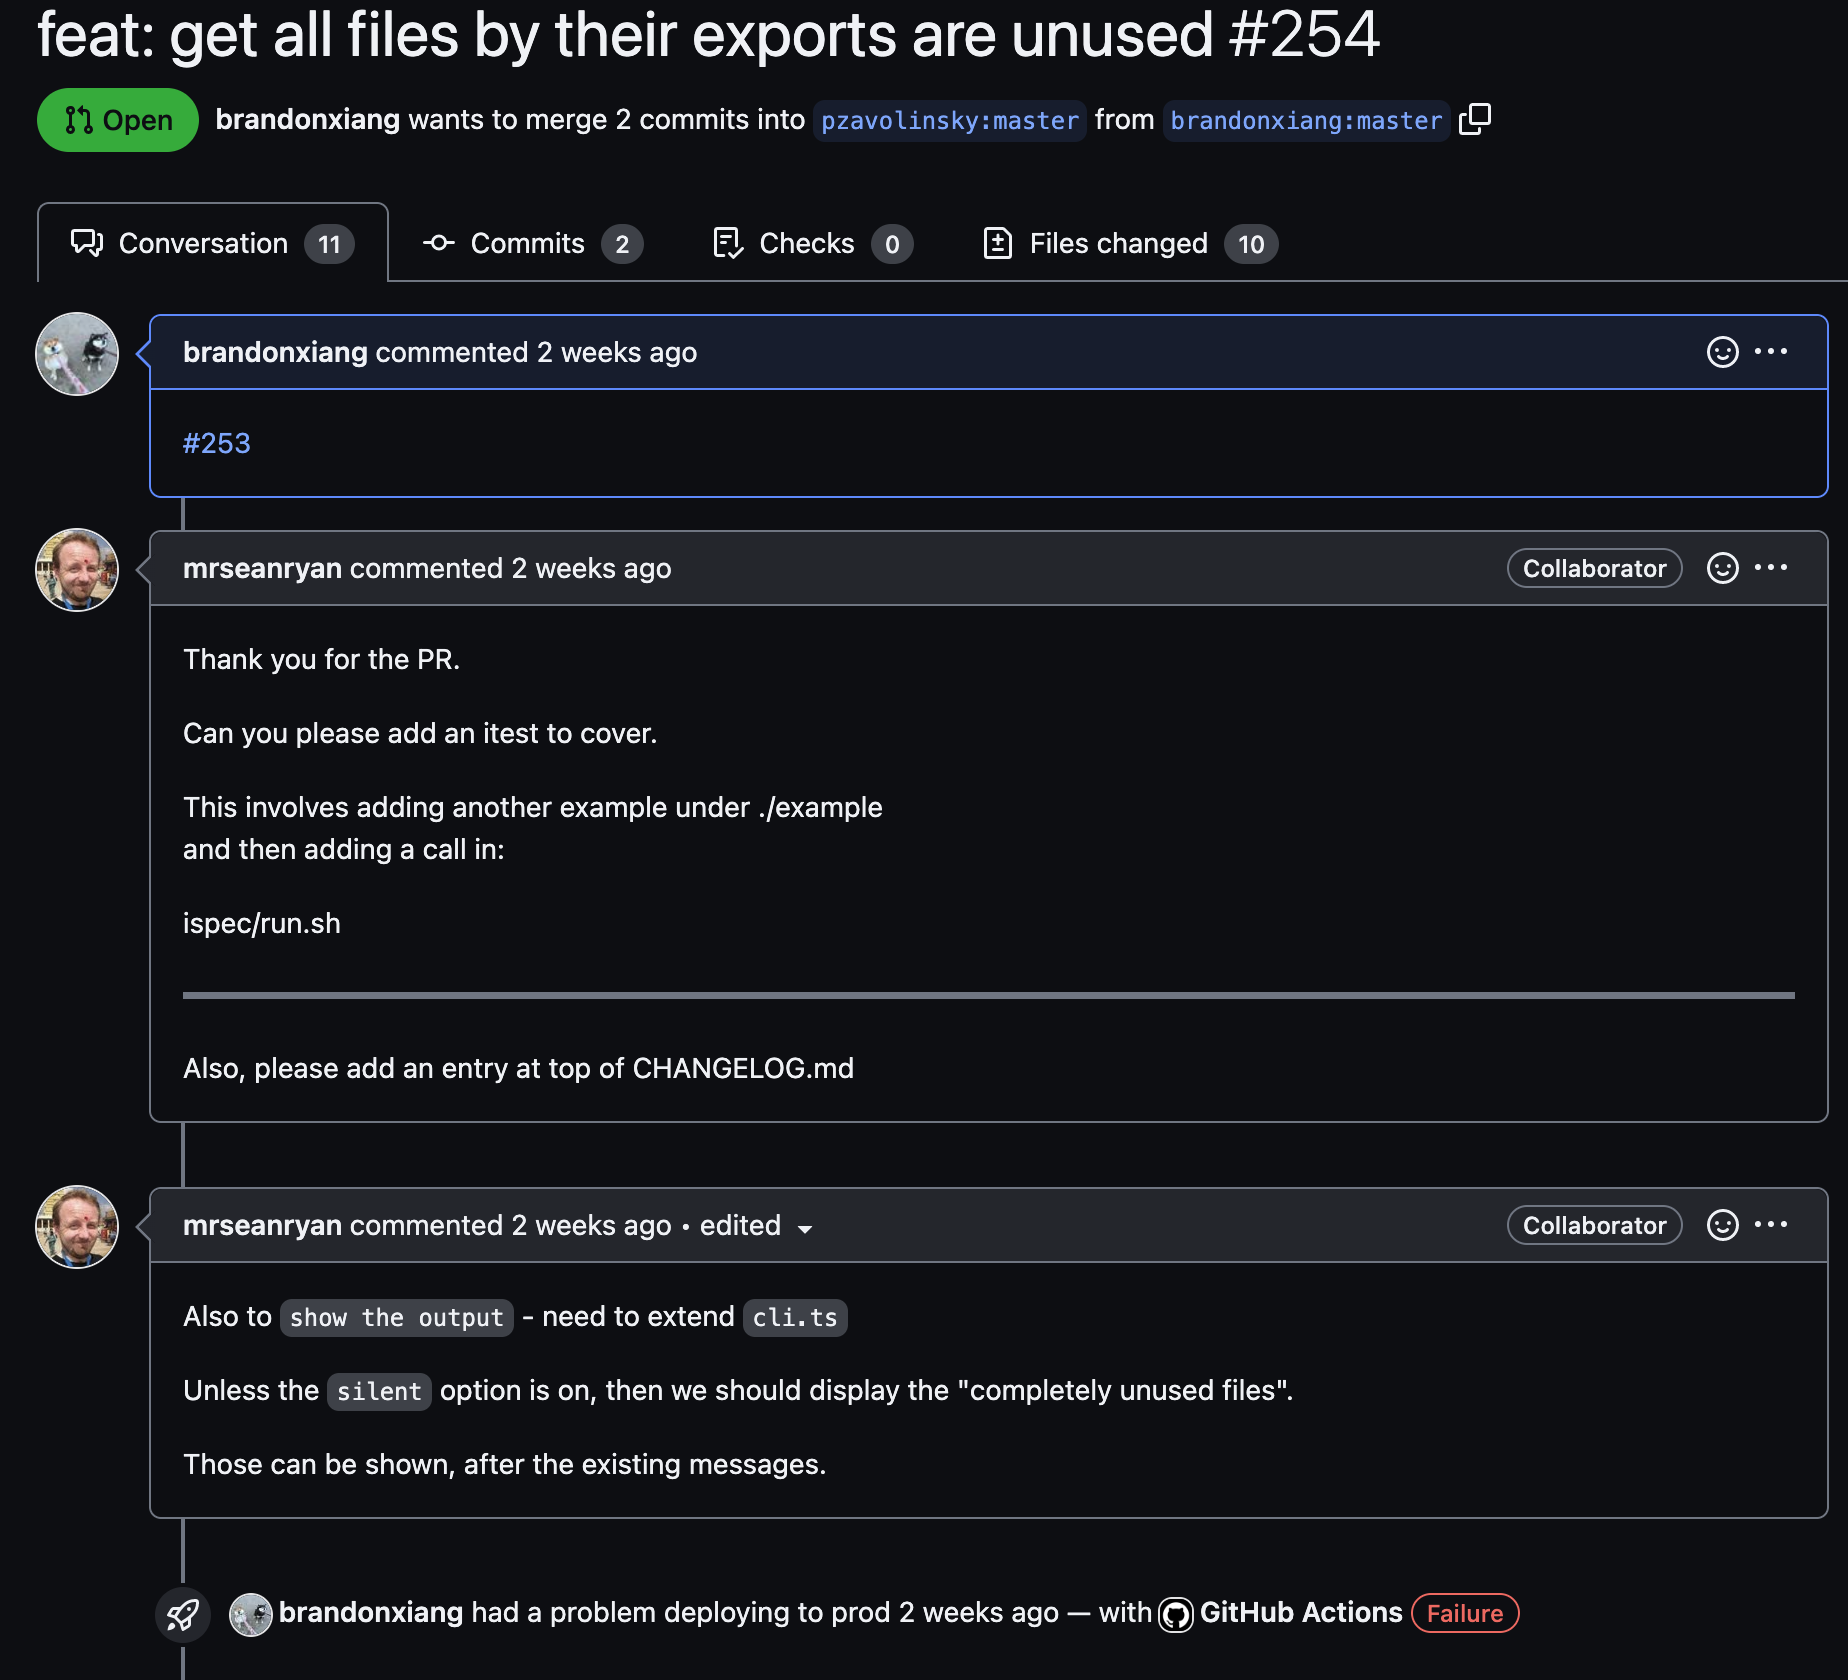 feat: get all files by their exports are unused #254
Open brandonxiang wants to merge 2 commits into pzavolinsky:master from brandonxiang:master
Conversation 11 Commits 2 Checks 0 Files changed 10
brandonxiang commented 2 weeks ago
#253
mrseanryan commented 2 weeks ago Collaborator
Thank you for the PR.
Can you please add an itest to cover.
This involves adding another example under ./example
and then adding a call in:
ispec/run.sh
Also, please add an entry at top of CHANGELOG.md
mrseanryan commented 2 weeks ago • edited Collaborator
Also to show the output - need to extend cli.ts
Unless the silent option is on, then we should display the "completely unused files".
Those can be shown, after the existing messages.
brandonxiang had a problem deploying to prod 2 weeks ago — with GitHub Actions Failure